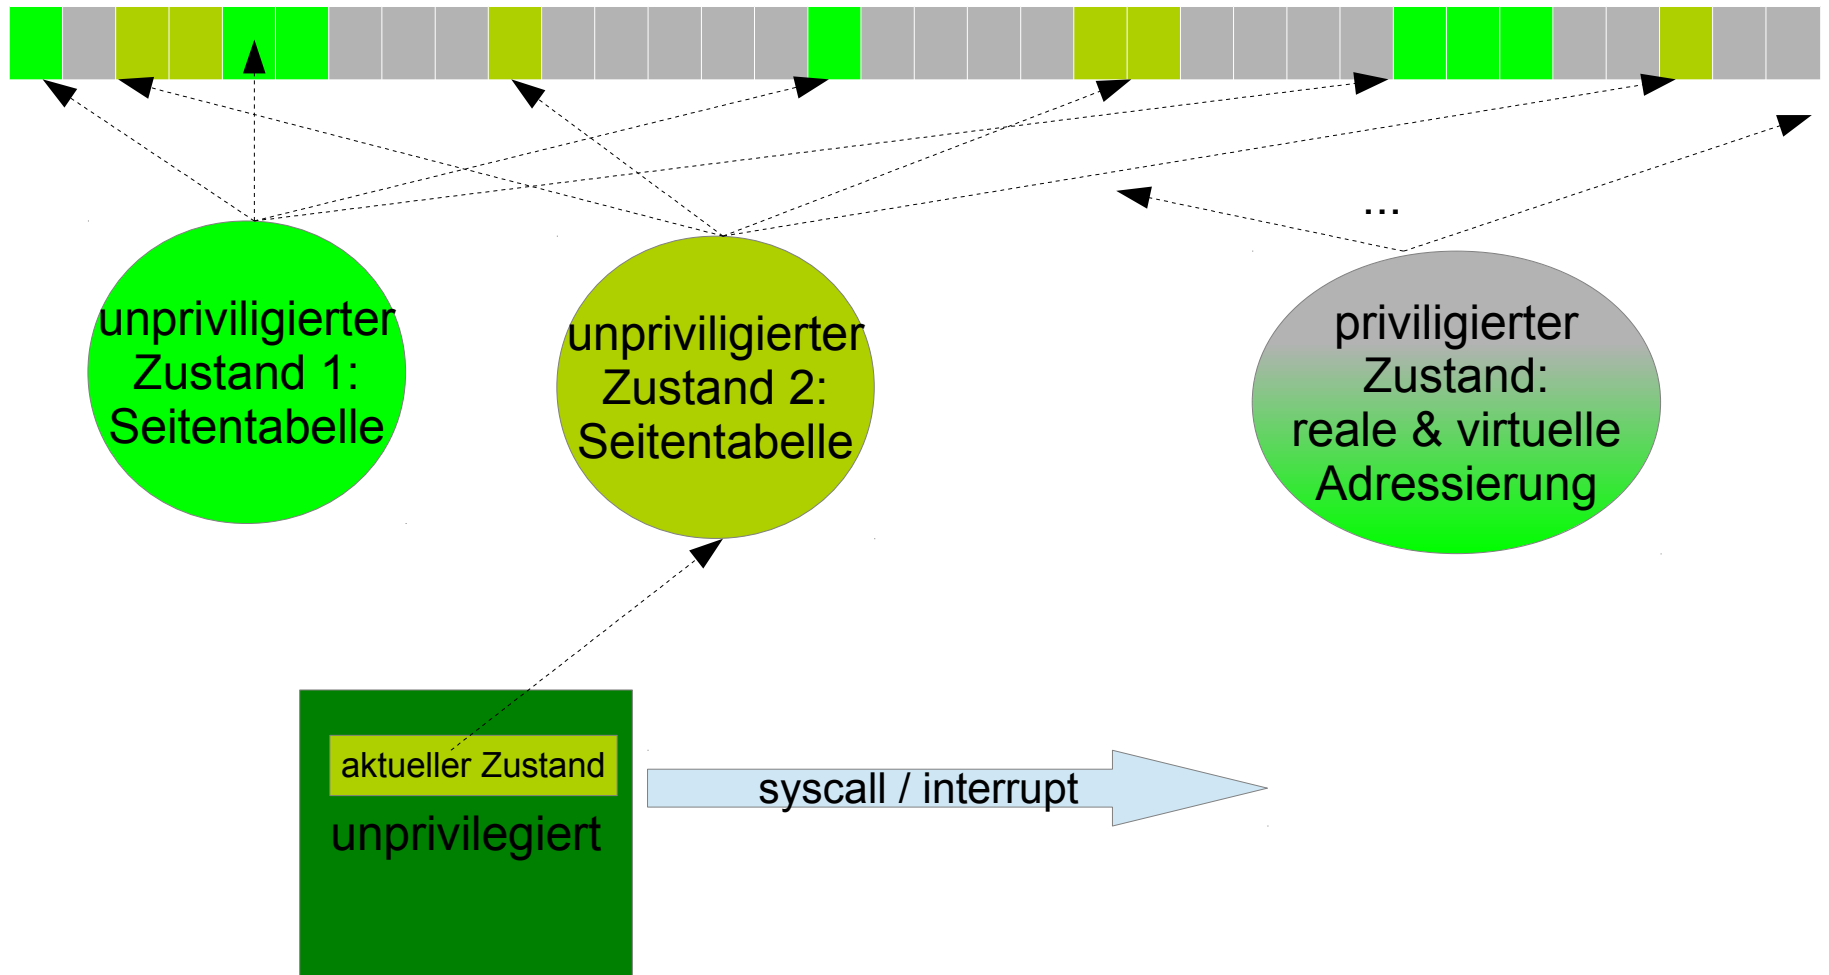 ...
unpriviligierter
Zustand 1:
Seitentabelle
unpriviligierter
Zustand 2:
Seitentabelle
priviligierter
Zustand:
reale & virtuelle
Adressierung
aktueller Zustand
unprivilegiert
syscall / interrupt